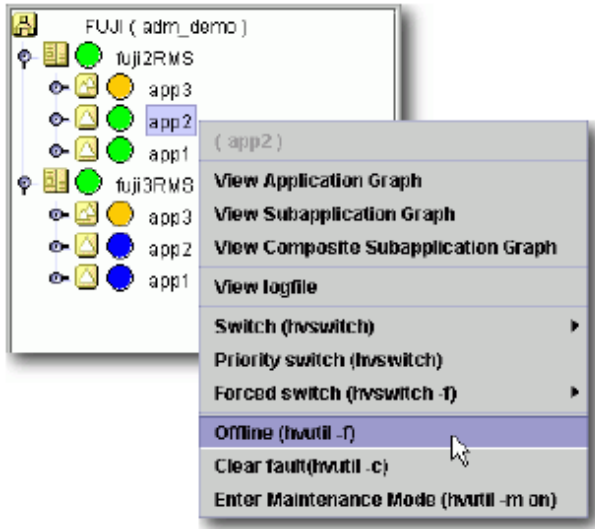 FUJI ( adm_demo )
fuji2RMS
app3
app2
app1
fuji3RMS
app3
app2
app1
( app2 )
View Application Graph
View Subapplication Graph
View Composite Subapplication Graph
View logfile
Switch (hvswitch)
Priority switch (hvswitch)
Forced switch (hvswitch -f)
Offline (hvutil -f)
Clear fault(hvutil -c)
Enter Maintenance Mode (hvutil -m on)